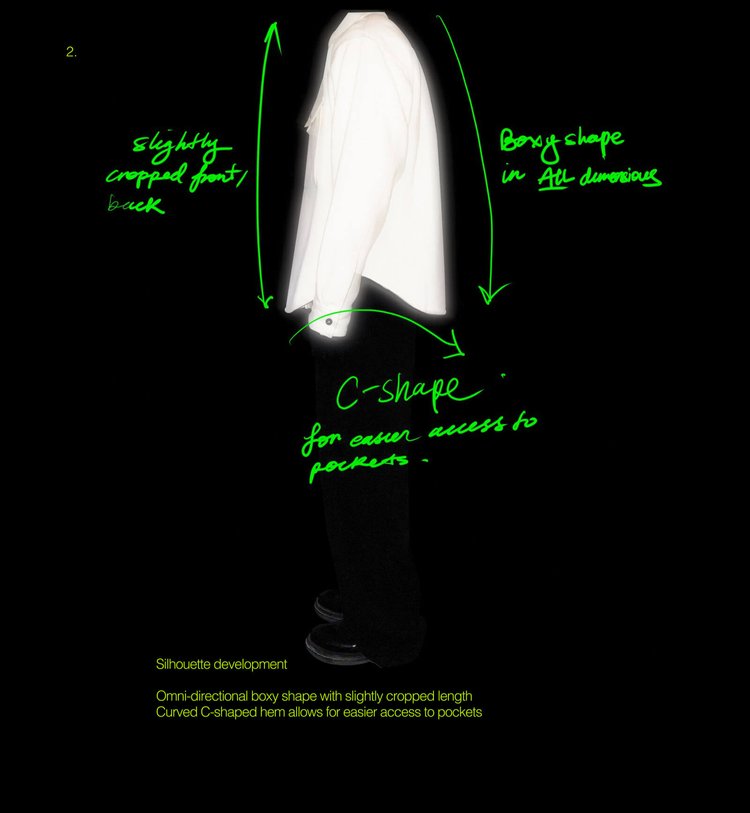 2.
slightly
cropped front/
back
Boxy shape
in ALL dimensions
C-shape
for easier access to
pockets.
Silhouette development
Omni-directional boxy shape with slightly cropped length
Curved C-shaped hem allows for easier access to pockets